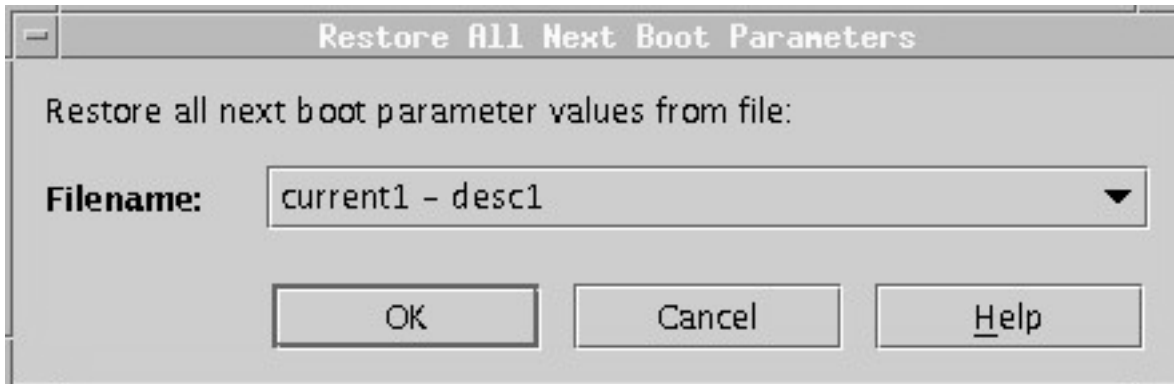 Restore All Next Boot Parameters
Restore all next boot parameter values from file:
Filename: current1 – desc1
OK Cancel Help